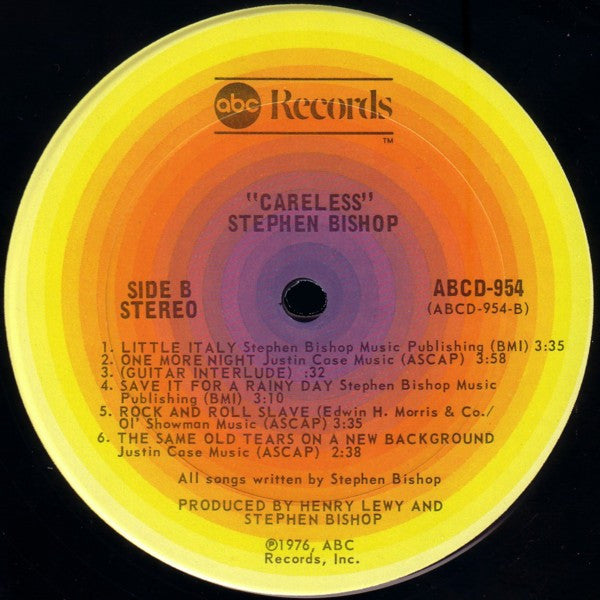 abc Records
TM
"CARELESS"
STEPHEN BISHOP
SIDE B
STEREO
ABCD-954
(ABCD-954-B)
1. LITTLE ITALY Stephen Bishop Music Publishing (BMI) 3:35
2. ONE MORE NIGHT Justin Case Music (ASCAP) 3:58
3. (GUITAR INTERLUDE) :32
4. SAVE IT FOR A RAINY DAY Stephen Bishop Music
Publishing (BMI) 3:10
5. ROCK AND ROLL SLAVE (Edwin H. Morris & Co./
Ol' Showman Music (ASCAP) 3:35
6. THE SAME OLD TEARS ON A NEW BACKGROUND
Justin Case Music (ASCAP) 2:38
All songs written by Stephen Bishop
PRODUCED BY HENRY LEWY AND
STEPHEN BISHOP
℗1976, ABC
Records, Inc.